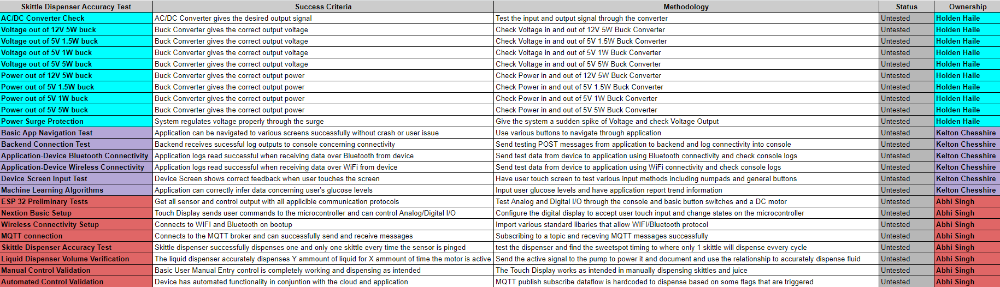 Skittle Dispenser Accuracy Test Success Criteria Methodology Status Ownership
AC/DC Converter Check AC/DC Converter gives the desired output signal Test the input and output signal through the converter Untested Holden Haile
Voltage out of 12V 5W buck Buck Converter gives the correct output voltage Check Voltage in and out of 12V 5W Buck Converter Untested Holden Haile
Voltage out of 5V 1.5W buck Buck Converter gives the correct output voltage Check Voltage in and out of 5V 1.5W Buck Converter Untested Holden Haile
Voltage out of 5V 1W buck Buck Converter gives the correct output voltage Check Voltage in and out of 5V 1W Buck Converter Untested Holden Haile
Voltage out of 5V 5W buck Buck Converter gives the correct output voltage Check Voltage in and out of 5V 5W Buck Converter Untested Holden Haile
Power out of 12V 5W buck Buck Converter gives the correct output power Check Power in and out of 12V 5W Buck Converter Untested Holden Haile
Power out of 5V 1.5W buck Buck Converter gives the correct output power Check Power in and out of 5V 1.5W Buck Converter Untested Holden Haile
Power out of 5V 1W buck Buck Converter gives the correct output power Check Power in and out of 5V 1W Buck Converter Untested Holden Haile
Power out of 5V 5W buck Buck Converter gives the correct output power Check Power in and out of 5V 5W Buck Converter Untested Holden Haile
Power Surge Protection System regulates voltage properly through the surge Give the system a sudden spike of Voltage and check Voltage Output Untested Holden Haile
Basic App Navigation Test Application can be navigated to various screens successfully without crash or user issue Use various buttons to navigate through application Untested Kelton Chesshire
Backend Connection Test Backend receives sucessful log outputs to console concerning connectivity Send testing POST messages from application to backend and log connectivity into console Untested Kelton Chesshire
Application-Device Bluetooth Connectivity Application logs read successful when receiving data over Bluetooth from device Send test data from device to application using Bluetooth connectivity and check console logs Untested Kelton Chesshire
Application-Device Wireless Connectivity Application logs read successful when receiving data over WiFi from device Send test data from device to application using WiFi connectivity and check console logs Untested Kelton Chesshire
Device Screen Input Test Device Screen shows correct feedback when user touches the screen Have user touch screen to test various input methods including numpads and general buttons Untested Kelton Chesshire
Machine Learning Algorithms Application can correctly infer data concerning user's glucose levels Input user glucose levels and have application report trend information Untested Kelton Chesshire
ESP 32 Preliminary Tests Get all sensor and control output with all applicible communication protocols Test Analog and Digital I/O through the console and basic button switches and a DC motor Untested Abhi Singh
Nextion Basic Setup Touch Display sends user commands to the microcontroller and can control Analog/Digital I/O Configure the digital display to accept user touch input and change states on the microcontroller Untested Abhi Singh
Wireless Connectivity Setup Connects to WIFI and Bluetooth on bootup Import various standard libaries that allow WIFI/Bluetooth protocol Untested Abhi Singh
MQTT connection Connects to the MQTT broker and can successfully send and receive messages Subscribing to a topic and receving MQTT messages successfully Untested Abhi Singh
Skittle Dispenser Accuracy Test Skittle dispenser successfully dispenses one and only one skittle every time the sensor is pinged test the dispenser and find the sweetspot timing to where only 1 skittle will dispense evvery cycle Untested Abhi Singh
Liquid Dispenser Volume Verification The liquid dispenser accurately dispenses Y ammount of liquid for X ammount of time the motor is active Send the active signal to the pump to power it and document and use the relationship to accurately dispense fluid Untested Abhi Singh
Manual Control Validation Basic User Manual Entry control is completely working and dispensing as intended The Touch Display works as intended in manually dispensing skittles and juice Untested Abhi Singh
Automated Control Validation Device has automated functionality in conjuntion with the cloud and application MQTT publish subscribe dataflow is hardcoded to dispense based on some flags that are triggered Untested Abhi Singh